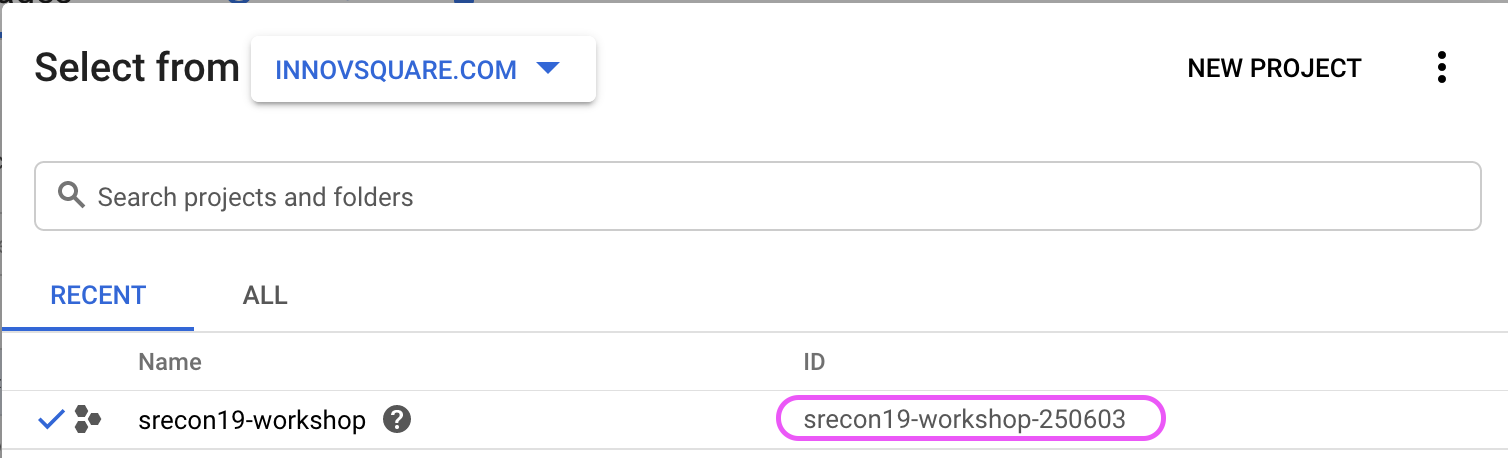 Select from INNOVSQUARE.COM NEW PROJECT
Search projects and folders
RECENT ALL
Name ID
srecon19-workshop ? srecon19-workshop-250603